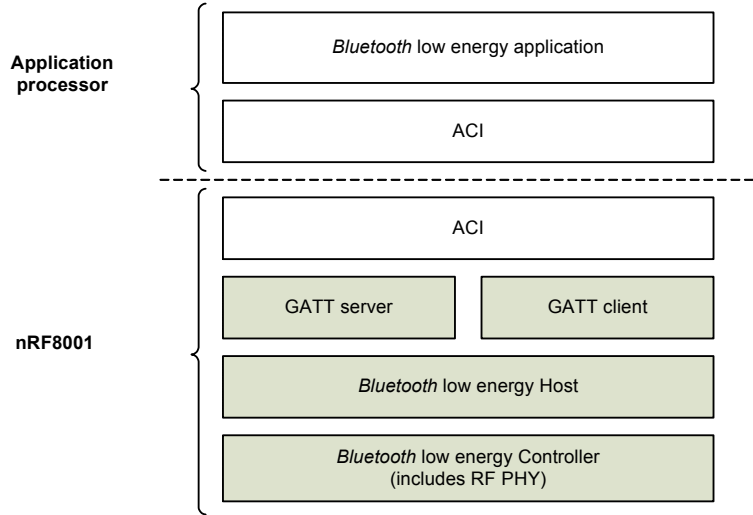 Application
processor
Bluetooth low energy application
ACI
nRF8001
ACI
GATT server
GATT client
Bluetooth low energy Host
Bluetooth low energy Controller
(includes RF PHY)